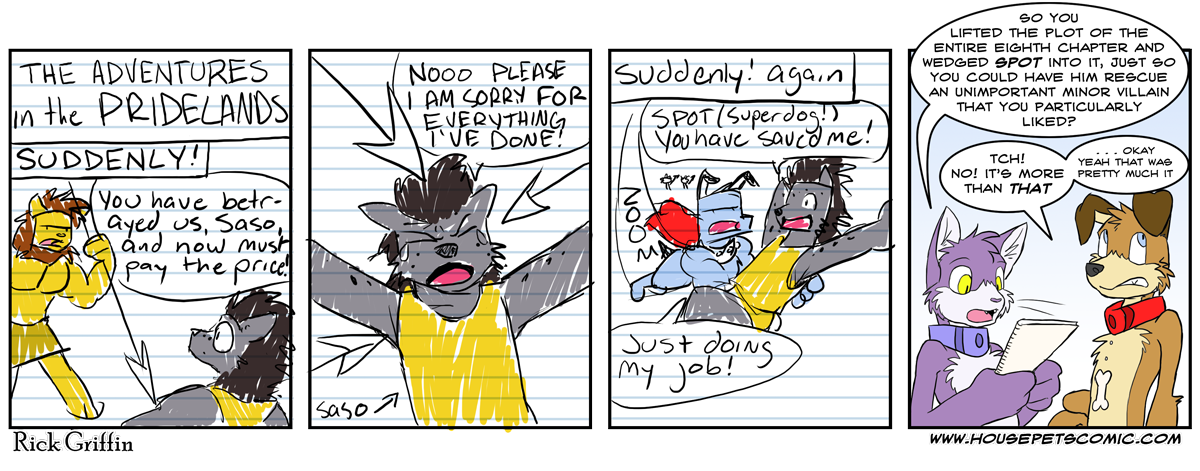 THE ADVENTURES
in the PRIDELANDS
SUDDENLY!
You have betr-
ayed us, Saso,
and now must
pay the price!
NOOO PLEASE
I AM SORRY FOR
EVERYTHING
I'VE DONE!
saso
Suddenly! again
SPOT (Superdog!)
You have saved me!
Just doing
my job!
SO YOU
LIFTED THE PLOT OF THE
ENTIRE EIGHTH CHAPTER AND
WEDGED SPOT INTO IT, JUST SO
YOU COULD HAVE HIM RESCUE
AN UNIMPORTANT MINOR VILLAIN
THAT YOU PARTICULARLY
LIKED?
TCH!
NO! IT'S MORE
THAN THAT
. . . OKAY
YEAH THAT WAS
PRETTY MUCH IT
Rick Griffin
WWW.HOUSEPETSCOMIC.COM